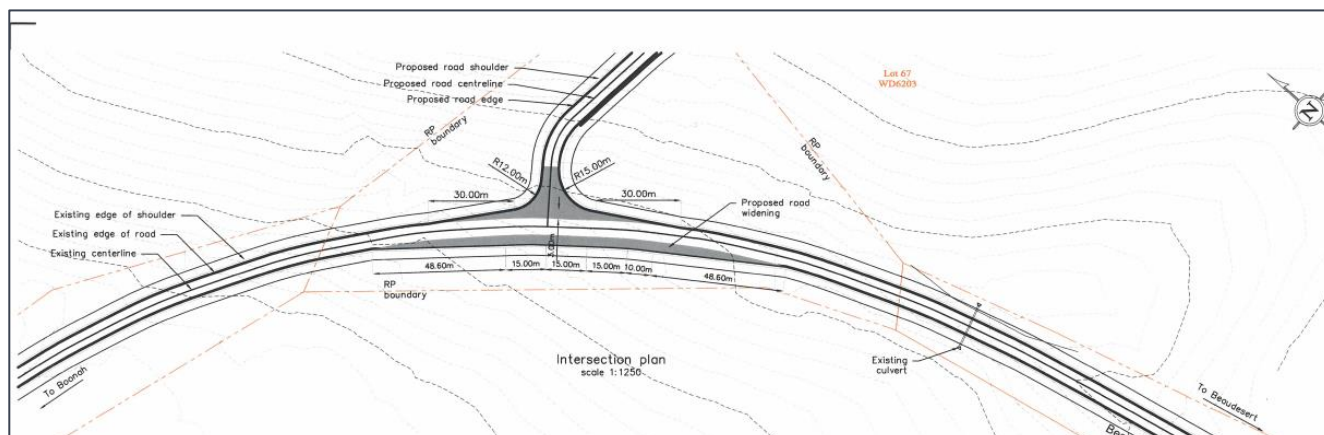 Proposed road shoulder
Proposed road centreline
Proposed road edge
Lot 67
WD6203
N
RP
boundary
RP
boundary
R12.00m
R15.00m
30.00m
30.00m
Proposed road
widening
Existing edge of shoulder
Existing edge of road
Existing centerline
48.60m
15.00m
15.00m
15.00m
10.00m
48.60m
RP
boundary
Intersection plan
scale 1:1250
Existing
culvert
To Boonah
To Beaudesert